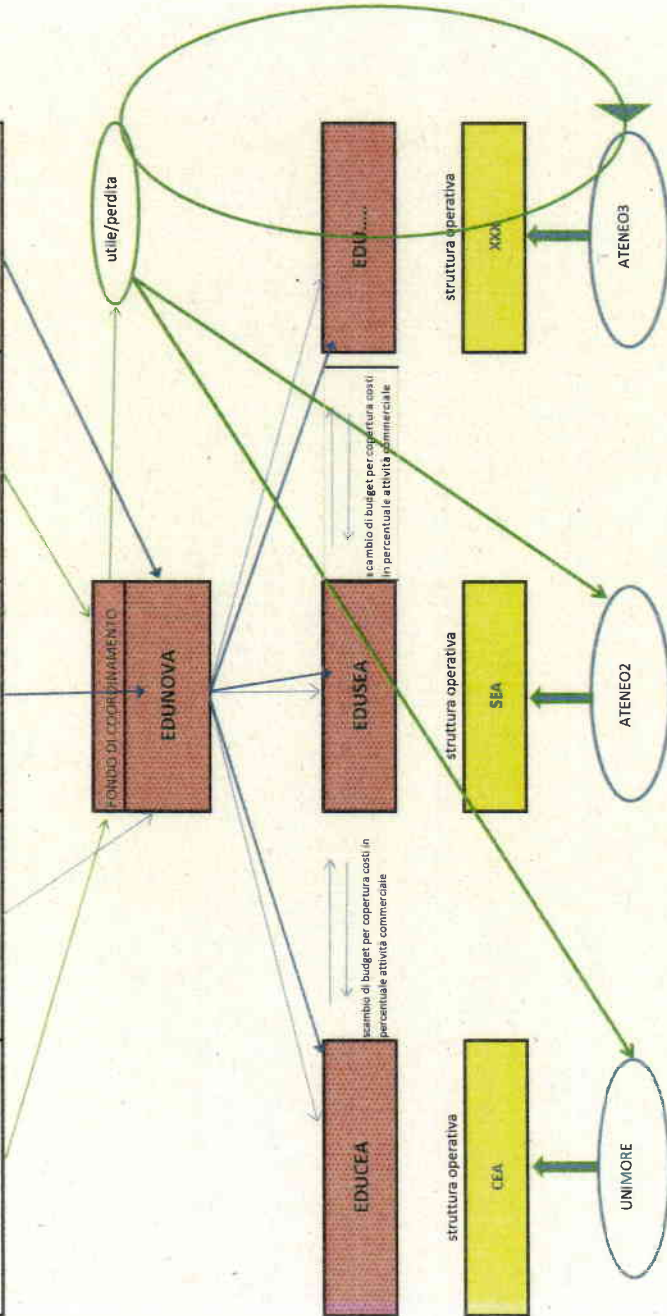 utile/perdita
FONDO DI COORDINAMENTO
EDUNOVA
EDUCEA
scambio di budget per copertura costi in
percentuale attività commerciale
EDUSEA
scambio di budget per copertura costi
in percentuale attività commerciale
EDU.....
struttura operativa
CEA
struttura operativa
SEA
struttura operativa
XXX
UNIMORE
ATENEO2
ATENEO3